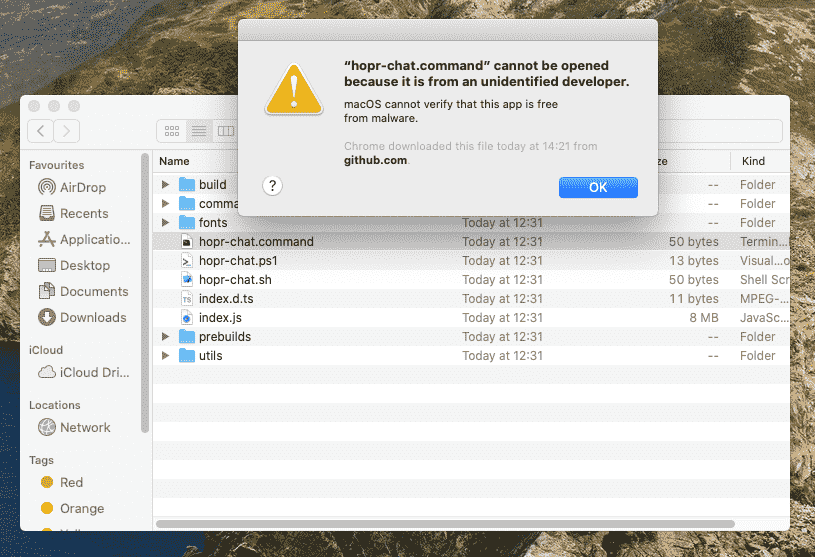 “hopr-chat.command” cannot be opened
because it is from an unidentified developer.
macOS cannot verify that this app is free
from malware.
Chrome downloaded this file today at 14:21 from
github.com.
?
OK
Favourites
AirDrop
Recents
Applicatio...
Desktop
Documents
Downloads
iCloud
iCloud Dri...
Locations
Network
Tags
Red
Orange
Name
Kind
build -- Folder
-- Folder
fonts Today at 12:31 -- Folder
hopr-chat.command Today at 12:31 50 bytes Termin...
hopr-chat.ps1 Today at 12:31 13 bytes Visual...o
hopr-chat.sh Today at 12:31 50 bytes Shell Scr
index.d.ts Today at 12:31 11 bytes MPEG-...
index.js Today at 12:31 8 MB JavaSc...
prebuilds Today at 12:31 -- Folder
utils Today at 12:31 -- Folder